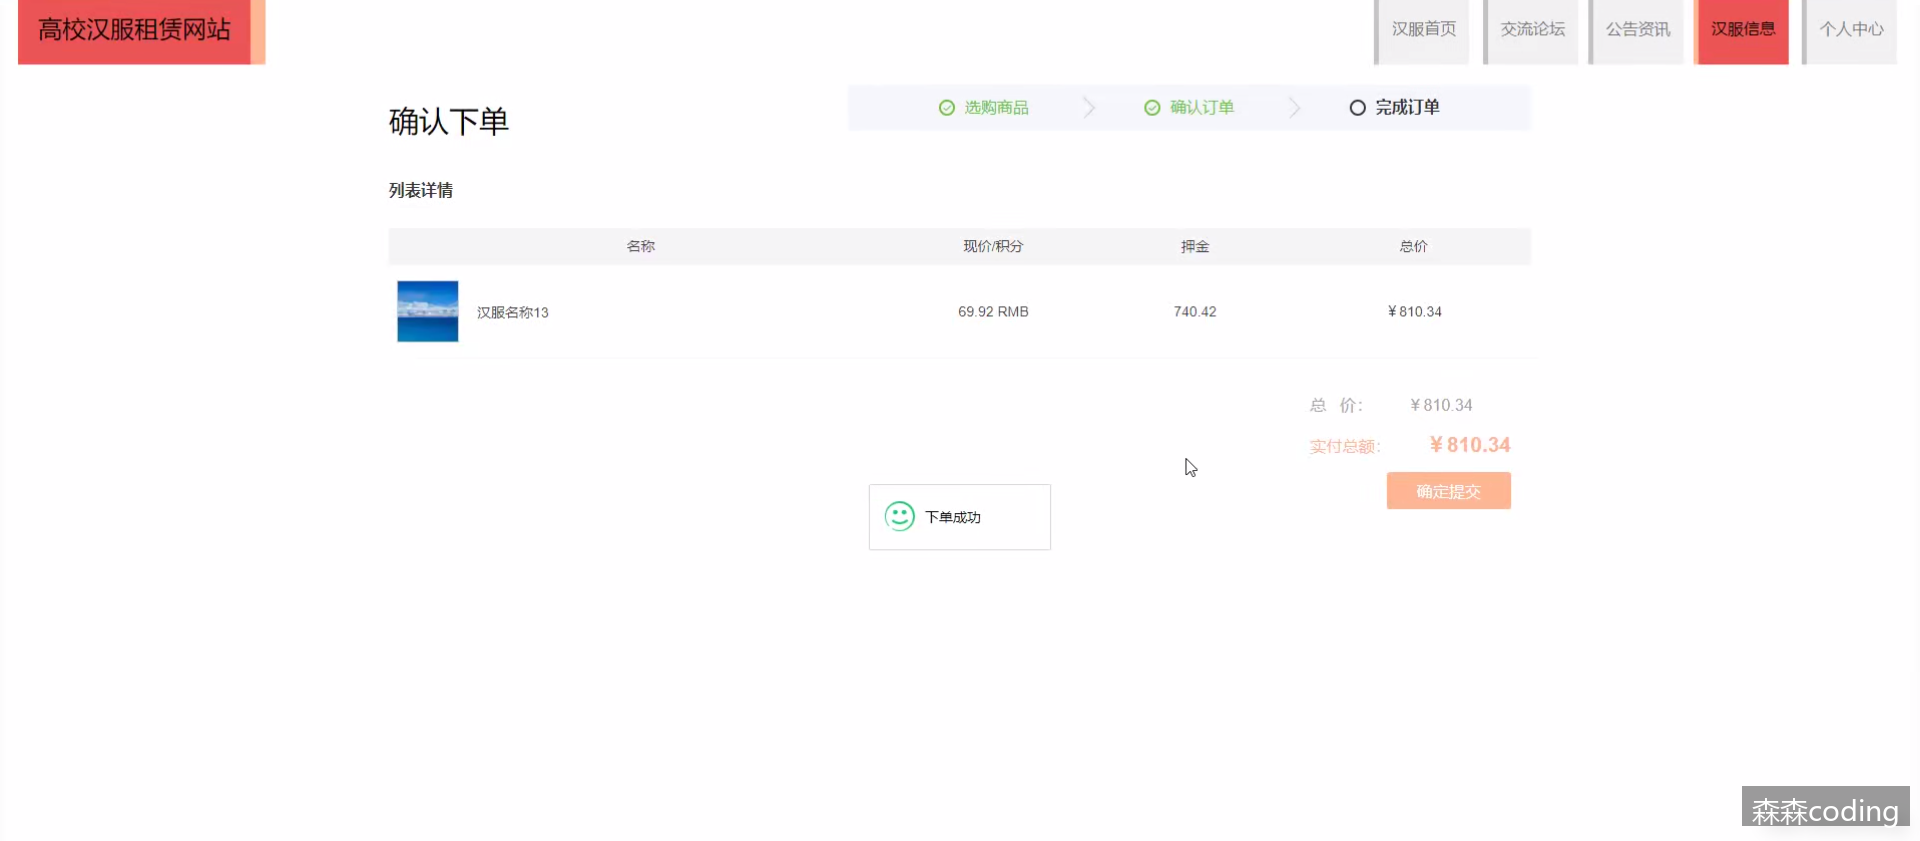 高校汉服租赁网站
汉服首页
交流论坛
公告资讯
汉服信息
个人中心
确认下单
选购商品
确认订单
完成订单
列表详情
名称 现价/积分 押金 总价
汉服名称13 69.92 RMB 740.42 ￥810.34
总 价： ￥810.34
实付总额： ￥810.34
确定提交
下单成功
森森coding